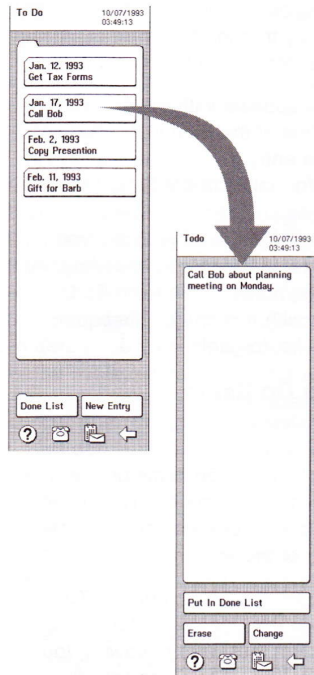 To Do
10/07/1993
03:49:13
Jan. 12, 1993
Get Tax Forms
Jan. 17, 1993
Call Bob
Feb. 2, 1993
Copy Presention
Feb. 11, 1993
Gift for Barb
Done List
New Entry
?
Todo
10/07/1993
03:49:13
Call Bob about planning
meeting on Monday.
Put In Done List
Erase
Change
?